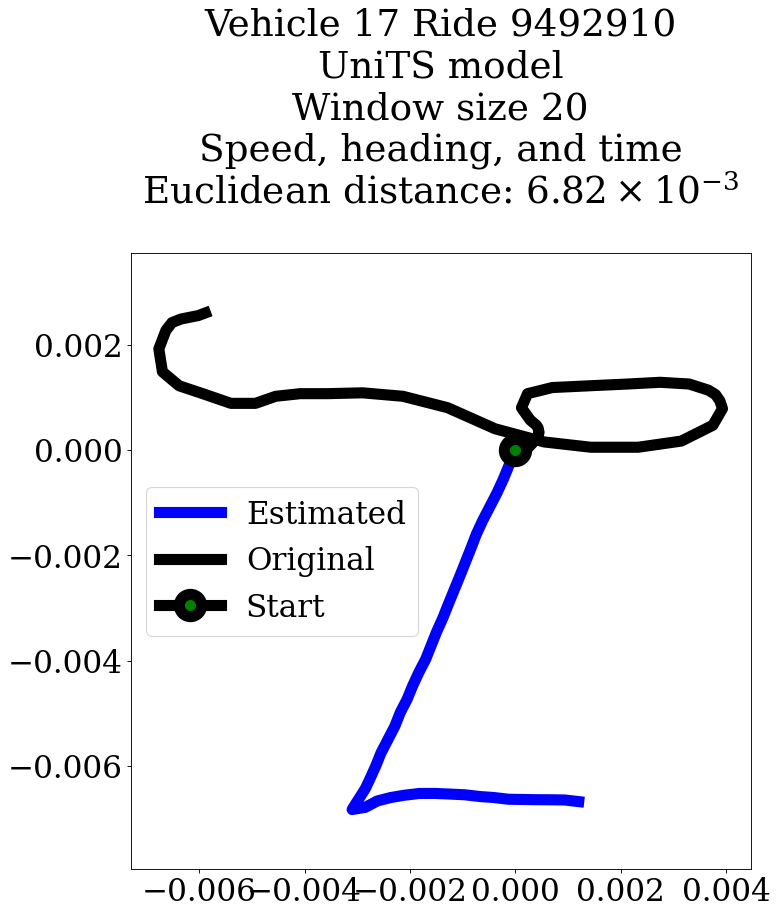 Vehicle 17 Ride 9492910
UniTS model
Window size 20
Speed, heading, and time
Euclidean distance: 6.82 × 10⁻³
0.002
0.000
−0.002
−0.004
−0.006
Estimated
Original
Start
−0.006 −0.004 −0.002 0.000 0.002 0.004